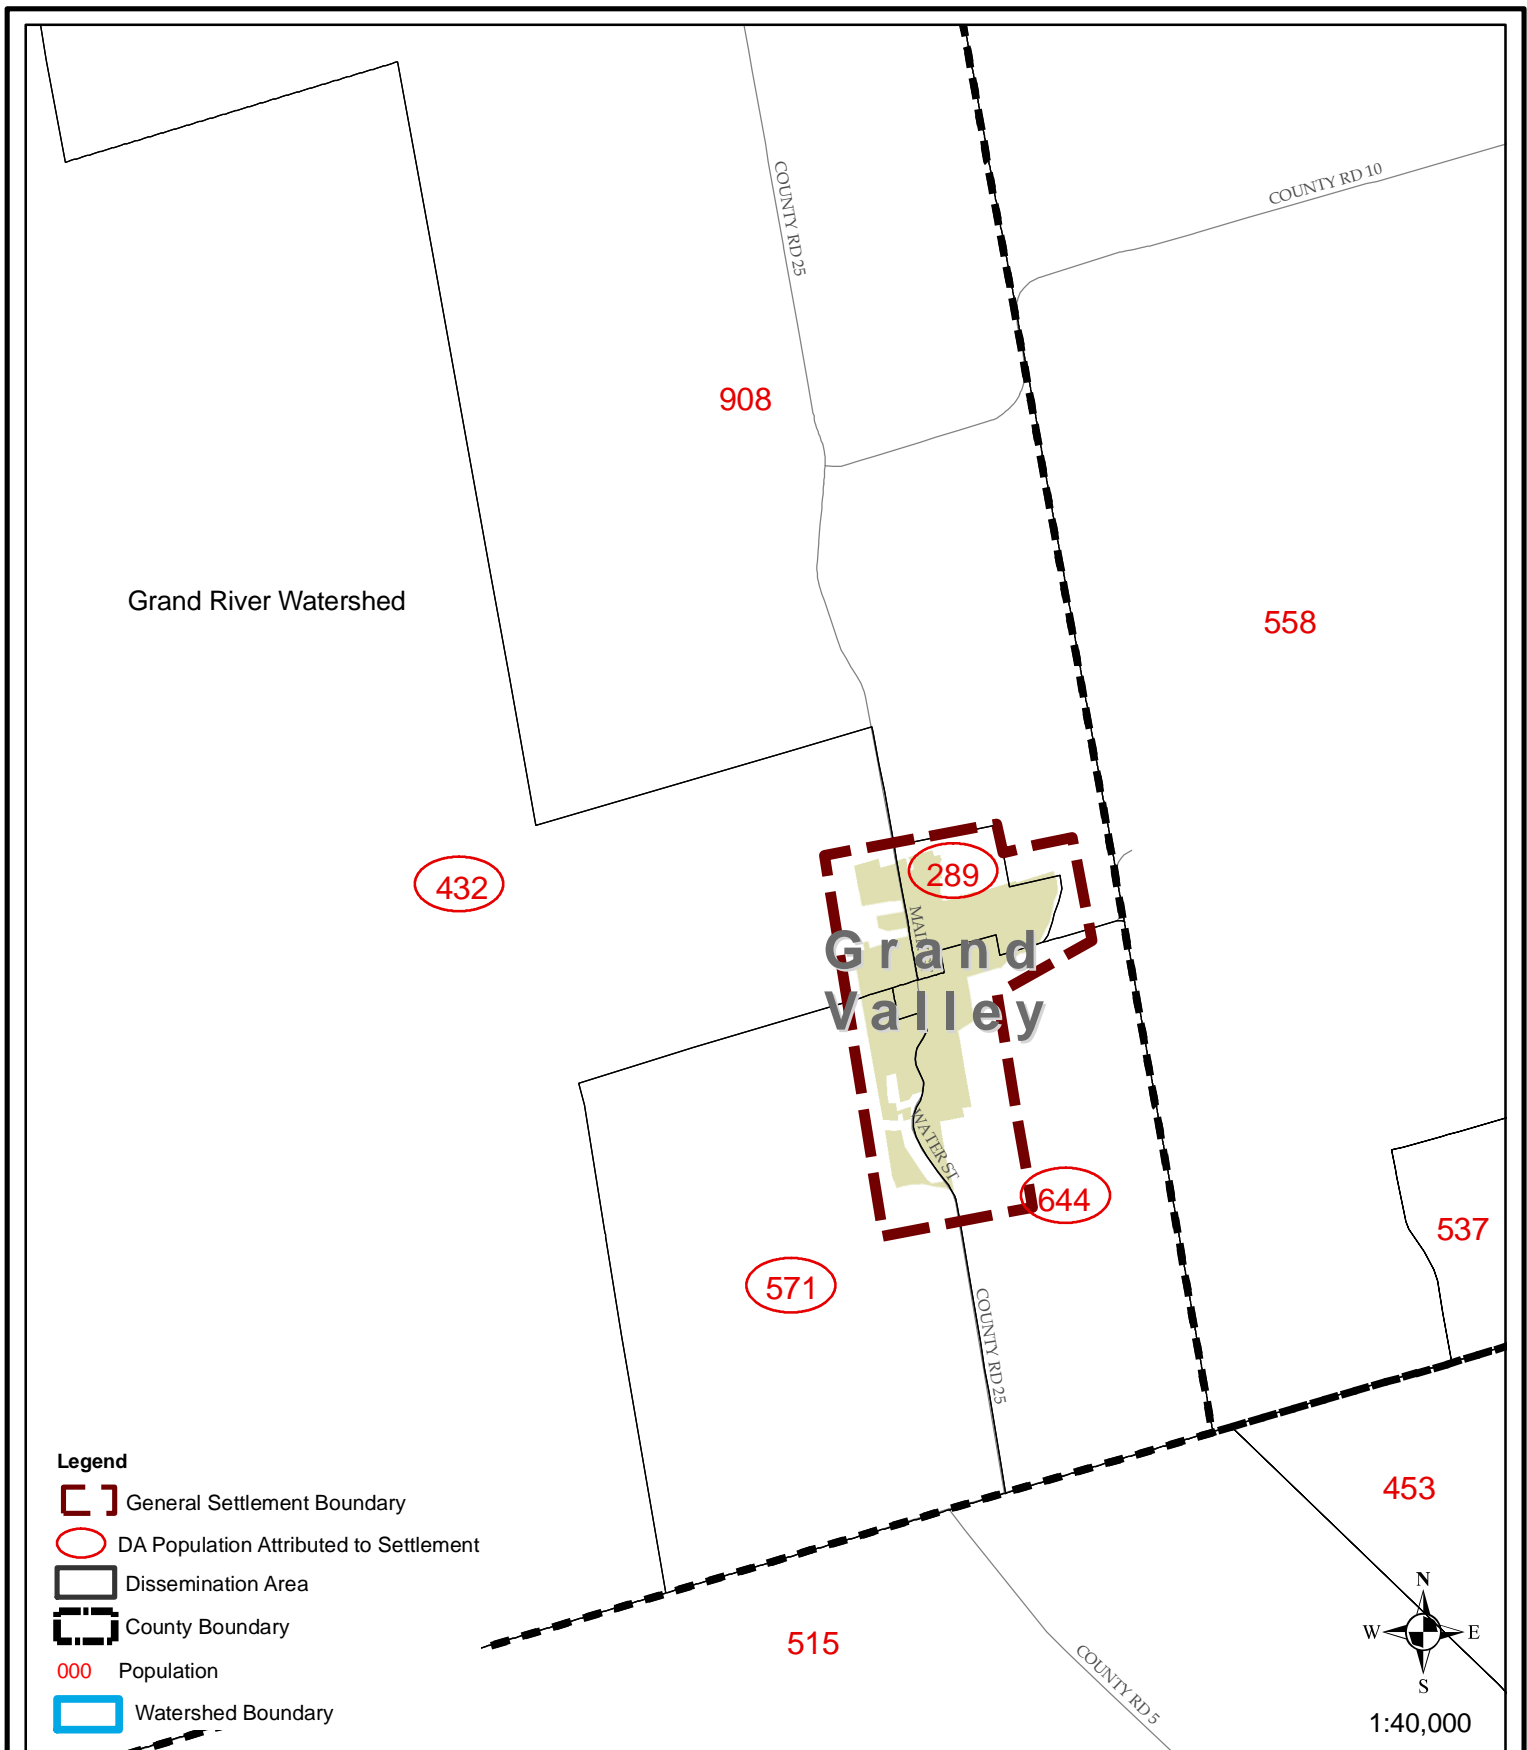 COUNTY RD 10
COUNTY RD 25
908
Grand River Watershed
558
432
289
MAIN ST
Grand
Valley
WATER ST
644
537
571
COUNTY RD 25
Legend
General Settlement Boundary
DA Population Attributed to Settlement
Dissemination Area
County Boundary
000 Population
Watershed Boundary
453
515
COUNTY RD 5
N
W E
S
1:40,000